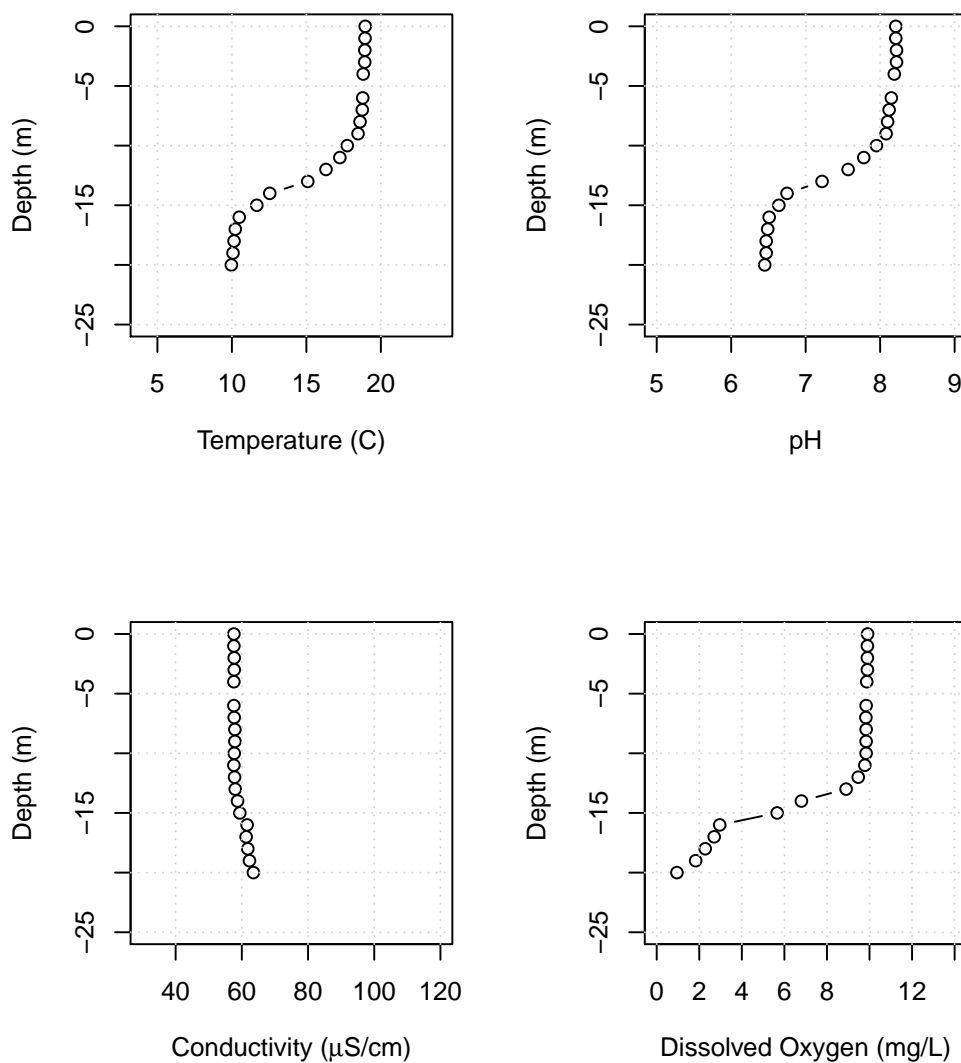 0
−5
−15
−25
Depth (m)
5 10 15 20
Temperature (C)
0
−5
−15
−25
Depth (m)
5 6 7 8 9
pH
0
−5
−15
−25
Depth (m)
40 60 80 100 120
Conductivity (μS/cm)
0
−5
−15
−25
Depth (m)
0 2 4 6 8 12
Dissolved Oxygen (mg/L)